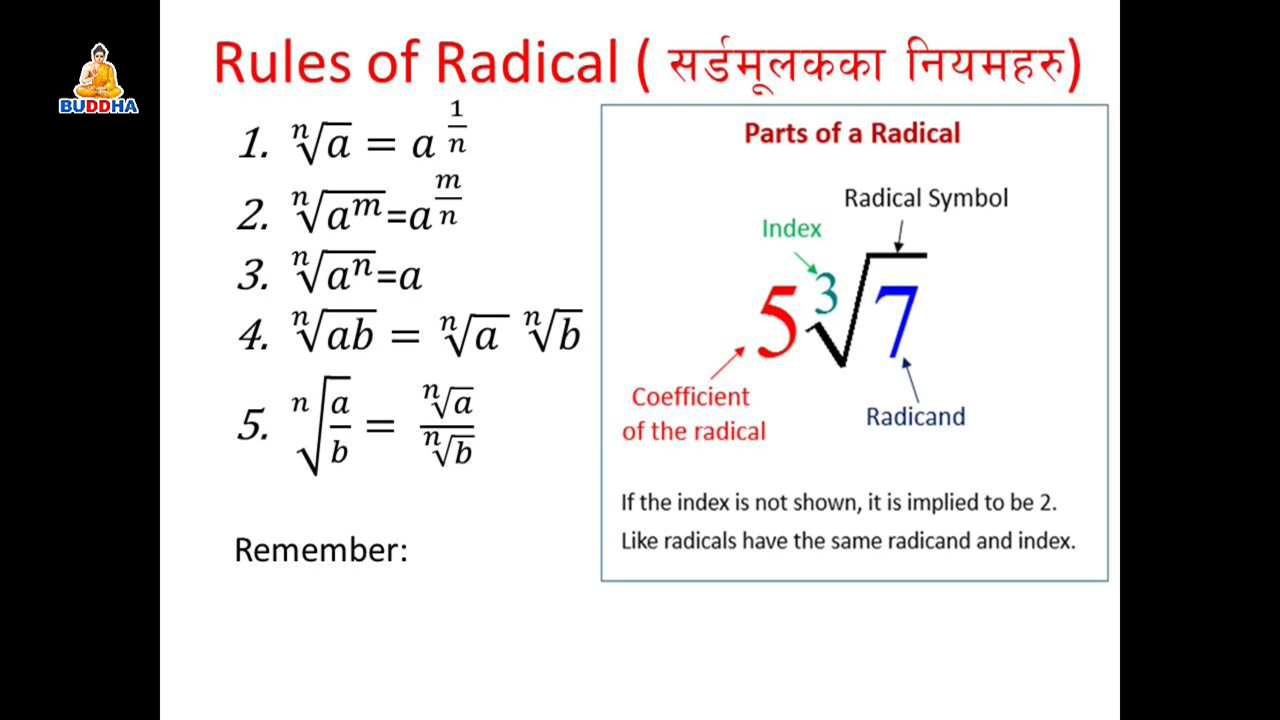 BUDDHA
Rules of Radical ( सर्डमूलकका नियमहरु)
1. ⁿ√a = a^(1/n)
2. ⁿ√(a^m)=a^(m/n)
3. ⁿ√(a^n)=a
4. ⁿ√(ab) = ⁿ√a ⁿ√b
5. ⁿ√(a/b) = ⁿ√a / ⁿ√b
Remember:
Parts of a Radical
Radical Symbol
Index
5 ³√7
Coefficient
of the radical
Radicand
If the index is not shown, it is implied to be 2.
Like radicals have the same radicand and index.